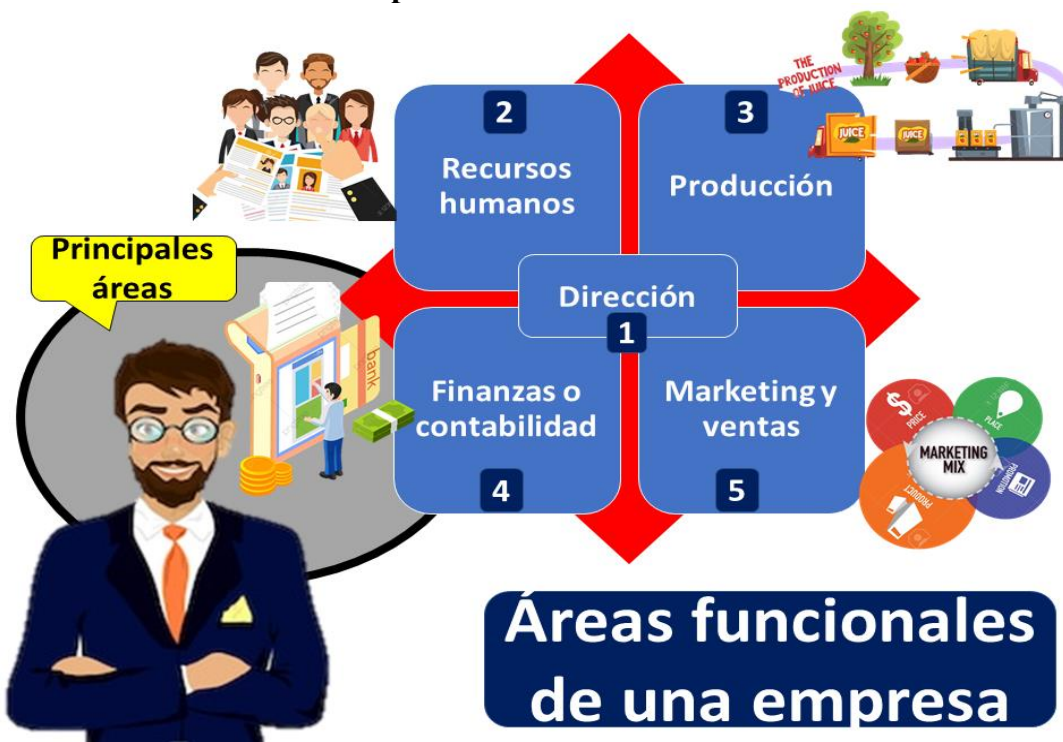 2
Recursos
humanos
3
Producción
THE
PRODUCTION
OF JUICE
JUICE
JUICE
Principales
áreas
Dirección
1
bank
Finanzas o
contabilidad
4
Marketing y
ventas
5
PRICE
PLACE
MARKETING
MIX
PROMOTION
PRODUCT
Áreas funcionales
de una empresa